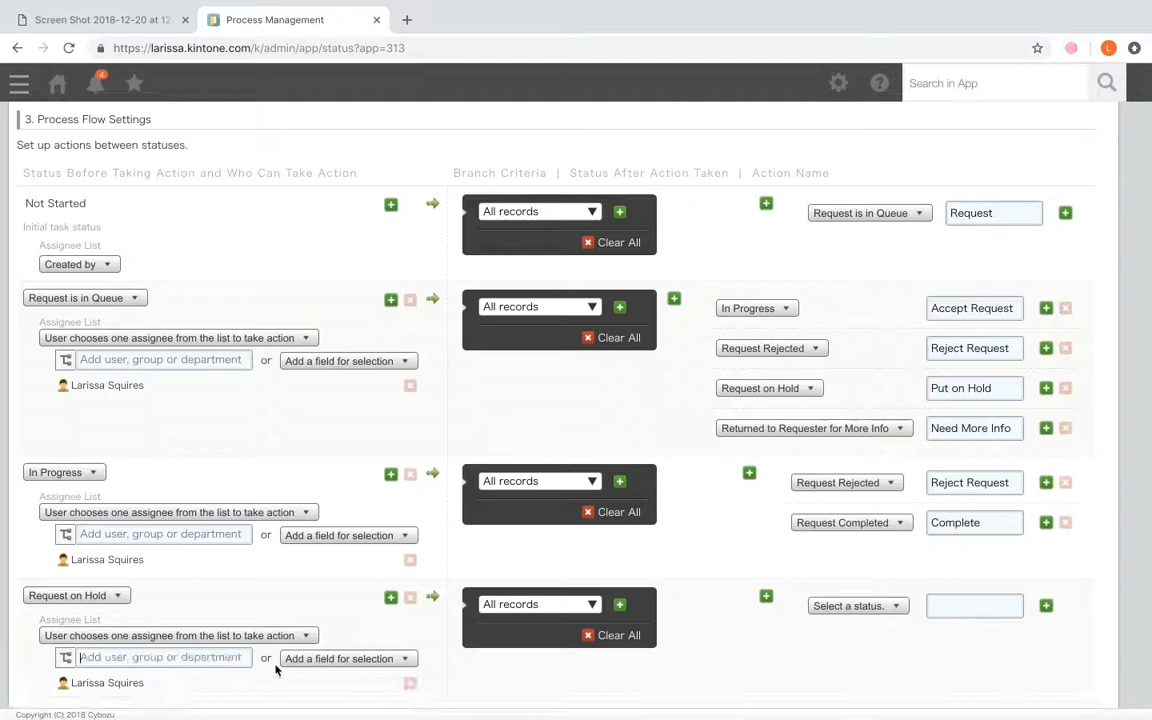 Screen Shot 2018-12-20 at 12
Process Management
https://larissa.kintone.com/k/admin/app/status?app=313
L
4
Search in App
3. Process Flow Settings
Set up actions between statuses.
Status Before Taking Action and Who Can Take Action
Branch Criteria | Status After Action Taken | Action Name
Not Started
All records
Request is in Queue
Request
Initial task status
Clear All
Assignee List
Created by
Request is in Queue
All records
In Progress
Accept Request
Assignee List
User chooses one assignee from the list to take action
Clear All
Request Rejected
Reject Request
Add user, group or department
or
Add a field for selection
Larissa Squires
Request on Hold
Put on Hold
Returned to Requester for More Info
Need More Info
In Progress
All records
Request Rejected
Reject Request
Assignee List
User chooses one assignee from the list to take action
Clear All
Request Completed
Complete
Add user, group or department
or
Add a field for selection
Larissa Squires
Request on Hold
All records
Select a status.
Assignee List
User chooses one assignee from the list to take action
Clear All
Add user, group or department
or
Add a field for selection
Larissa Squires
Copyright (C) 2018 Cybozu